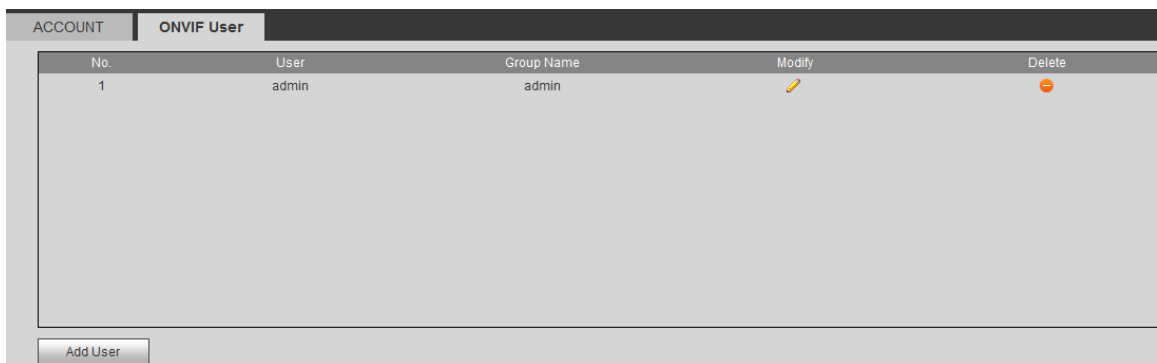 ACCOUNT ONVIF User
No. User Group Name Modify Delete
1 admin admin
Add User